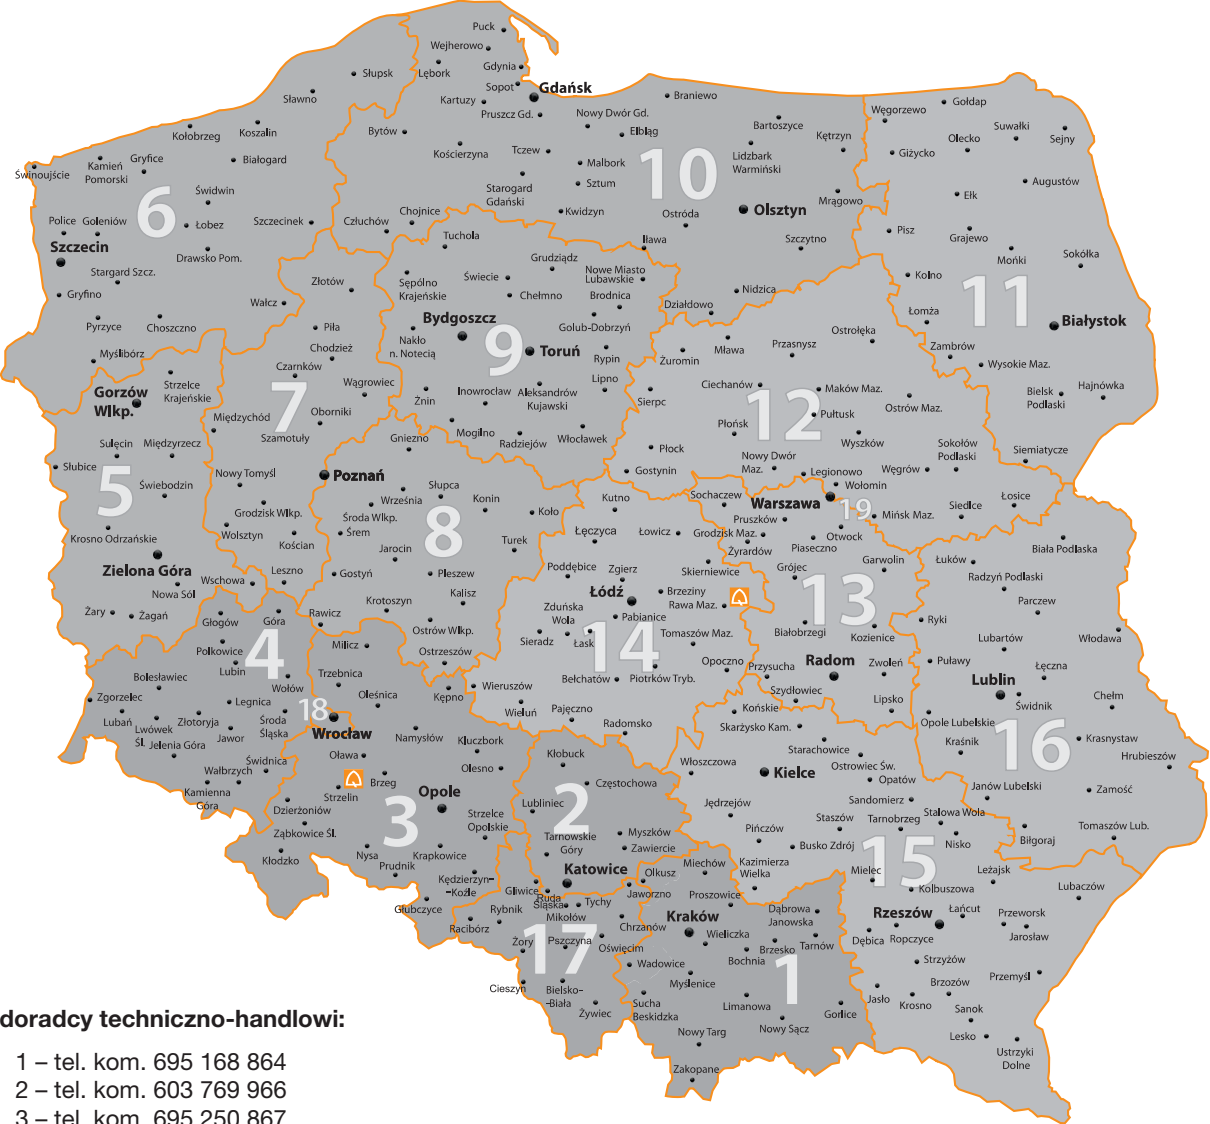 Puck
Wejherowo
Gdynia
Słupsk
Lębork
Sopot
Gdańsk
Braniewo
Sławno
Kartuzy
Pruszcz Gd.
Nowy Dwór Gd.
Węgorzewo
Gołdap
Kołobrzeg
Koszalin
Bytów
Elbląg
Bartoszyce
Kętrzyn
Suwałki
Olecko
Sejny
Kościerzyna
Tczew
Malbork
10
Lidzbark
Warmiński
Giżycko
Świnoujście
Kamień
Pomorski
Gryfice
Białogard
Starogard
Gdański
Sztum
Mrągowo
Augustów
Ełk
6
Świdwin
Police
Goleniów
Łobez
Szczecinek
Człuchów
Chojnice
Kwidzyn
Ostróda
Olsztyn
Pisz
Grajewo
Szczecin
Drawsko Pom.
Tuchola
Iława
Szczytno
Mońki
Sokółka
Stargard Szcz.
Złotów
Grudziądz
Sępólno
Krajeńskie
Świecie
Nowe Miasto
Lubawskie
Kolno
11
Gryfino
Wałcz
Chełmno
Brodnica
Działdowo
Nidzica
Łomża
Pyrzyce
Choszczno
Piła
Bydgoszcz
Golub-Dobrzyń
Ostrołęka
Białystok
Nakło
n. Notecią
9
Toruń
Myślibórz
Chodzież
Rypin
Żuromin
Mława
Przasnysz
Zambrów
Wysokie Maz.
Czarnków
Strzelce
Krajeńskie
Gorzów
Wlkp.
7
Wągrowiec
Żnin
Inowrocław
Aleksandrów
Kujawski
Lipno
Sierpc
Ciechanów
12
Maków Maz.
Ostrów Maz.
Bielsk
Podlaski
Hajnówka
Międzychód
Oborniki
Szamotuły
Gniezno
Mogilno
Radziejów
Włocławek
Płońsk
Pułtusk
Wyszków
Sulęcin
Międzyrzecz
Płock
Sokołów
Podlaski
Siemiatycze
Słubice
Nowy Tomyśl
Poznań
Gostynin
Nowy Dwór
Maz.
Legionowo
Węgrów
5
Świebodzin
Września
Słupca
Konin
Kutno
Sochaczew
Warszawa
Wołomin
19
Łosice
Siedlce
Mińsk Maz.
Grodzisk Wlkp.
Środa Wlkp.
8
Koło
Łęczyca
Łowicz
Grodzisk Maz.
Pruszków
Otwock
Krosno Odrzańskie
Wolsztyn
Kościan
Śrem
Jarocin
Turek
Żyrardów
Piaseczno
Biała Podlaska
Zielona Góra
Wschowa
Leszno
Gostyń
Pleszew
Poddębice
Zgierz
Skierniewice
Grójec
Garwolin
Łuków
Radzyń Podlaski
Nowa Sól
Kalisz
Łódź
Brzeziny
Rawa Maz.
13
Parczew
Żary
Żagań
Głogów
Góra
Rawicz
Krotoszyn
Ostrów Wlkp.
Zduńska
Wola
Pabianice
Białobrzegi
Kozienice
Ryki
Sieradz
Łask
14
Tomaszów Maz.
Lubartów
Włodawa
4
Polkowice
Lubin
Milicz
Ostrzeszów
Opoczno
Przysucha
Radom
Zwoleń
Puławy
Łęczna
Bolesławiec
Trzebnica
Bełchatów
Piotrków Tryb.
Lublin
Zgorzelec
Wołów
Oleśnica
Kępno
Wieruszów
Szydłowiec
Lipsko
Świdnik
Chełm
Legnica
18
Wieluń
Pajęczno
Końskie
Opole Lubelskie
Lubań
Lwówek
Śl.
Złotoryja
Środa
Śląska
Jawor
Wrocław
Namysłów
Radomsko
Skarżysko Kam.
16
Krasnystaw
Jelenia Góra
Kluczbork
Kłobuck
Starachowice
Kraśnik
Hrubieszów
Świdnica
Oława
Wałbrzych
Olesno
Włoszczowa
Kielce
Ostrowiec Św.
Opatów
Kamienna
Góra
Brzeg
Opole
Częstochowa
Janów Lubelski
Zamość
Strzelin
2
Dzierżoniów
3
Lubliniec
Jędrzejów
Sandomierz
Ząbkowice Śl.
Strzelce
Opolskie
Tarnowskie
Góry
Myszków
Pińczów
Staszów
Tarnobrzeg
Stalowa Wola
Tomaszów Lub.
Zawiercie
Busko Zdrój
Nisko
Biłgoraj
Kłodzko
Nysa
Prudnik
Krapkowice
Kędzierzyn-
-Koźle
Katowice
Olkusz
Miechów
Kazimierza
Wielka
Mielec
15
Leżajsk
Gliwice
Ruda
Śląska
Tychy
Jaworzno
Proszowice
Kolbuszowa
Lubaczów
Głubczyce
Racibórz
Rybnik
Mikołów
Chrzanów
Kraków
Dąbrowa
Janowska
Rzeszów
Łańcut
Przeworsk
17
Żory
Pszczyna
Oświęcim
Wieliczka
Brzesko
Tarnów
Dębica
Ropczyce
Jarosław
Bochnia
Wadowice
1
Strzyżów
Cieszyn
Bielsko-
-Biała
Myślenice
Przemyśl
Żywiec
Sucha
Beskidzka
Limanowa
Gorlice
Jasło
Krosno
Brzozów
Sanok
Nowy Targ
Nowy Sącz
Lesko
Ustrzyki
Dolne
Zakopane
doradcy techniczno-handlowi:
1 – tel. kom. 695 168 864
2 – tel. kom. 603 769 966
3 – tel. kom. 695 250 867